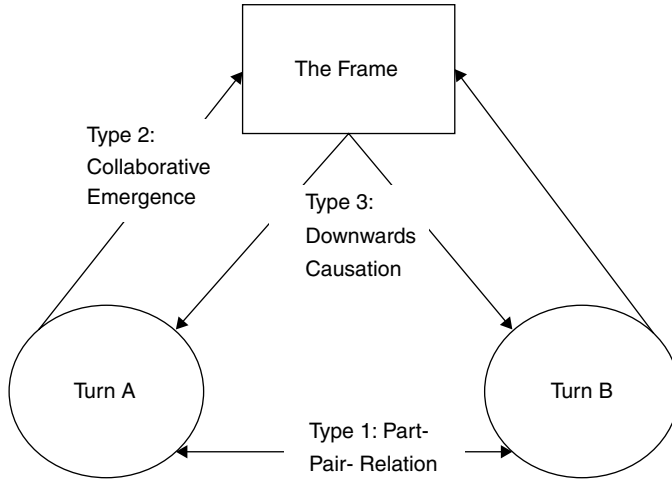 The Frame
Type 2:
Collaborative
Emergence
Type 3:
Downwards
Causation
Turn A
Turn B
Type 1: Part-
Pair- Relation